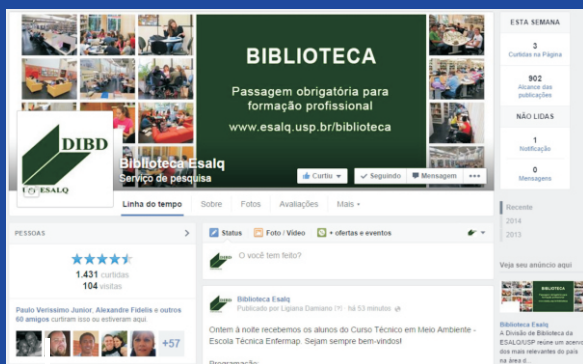 BIBLIOTECA
Passagem obrigatória para
formação profissional
www.esalq.usp.br/biblioteca
DIBD
ESALQ
Biblioteca Esalq
Serviço de pesquisa
Curtiu
Seguindo
Mensagem
Linha do tempo
Sobre
Fotos
Avaliações
Mais
PESSOAS
1.431 curtidas
104 visitas
Paulo Veríssimo Junior, Alexandre Fidelis e outros
60 amigos curtiram isso ou estiveram aqui.
+57
Status
Foto / Vídeo
+ ofertas e eventos
O você tem feito?
Biblioteca Esalq
Publicado por Ligiana Damiano [?] · há 53 minutos
Ontem à noite recebemos os alunos do Curso Técnico em Meio Ambiente -
Escola Técnica Enfermap. Sejam sempre bem-vindos!
Programação:
ESTA SEMANA
3
Curtidas na Página
902
Alcance das
publicações
NÃO LIDAS
1
Notificação
0
Mensagens
Recente
2014
2013
Veja seu anúncio aqui
BIBLIOTECA
Biblioteca Esalq
A Divisão de Biblioteca da
ESALQ/USP reúne um acervo
dos mais relevantes do país
na área d...